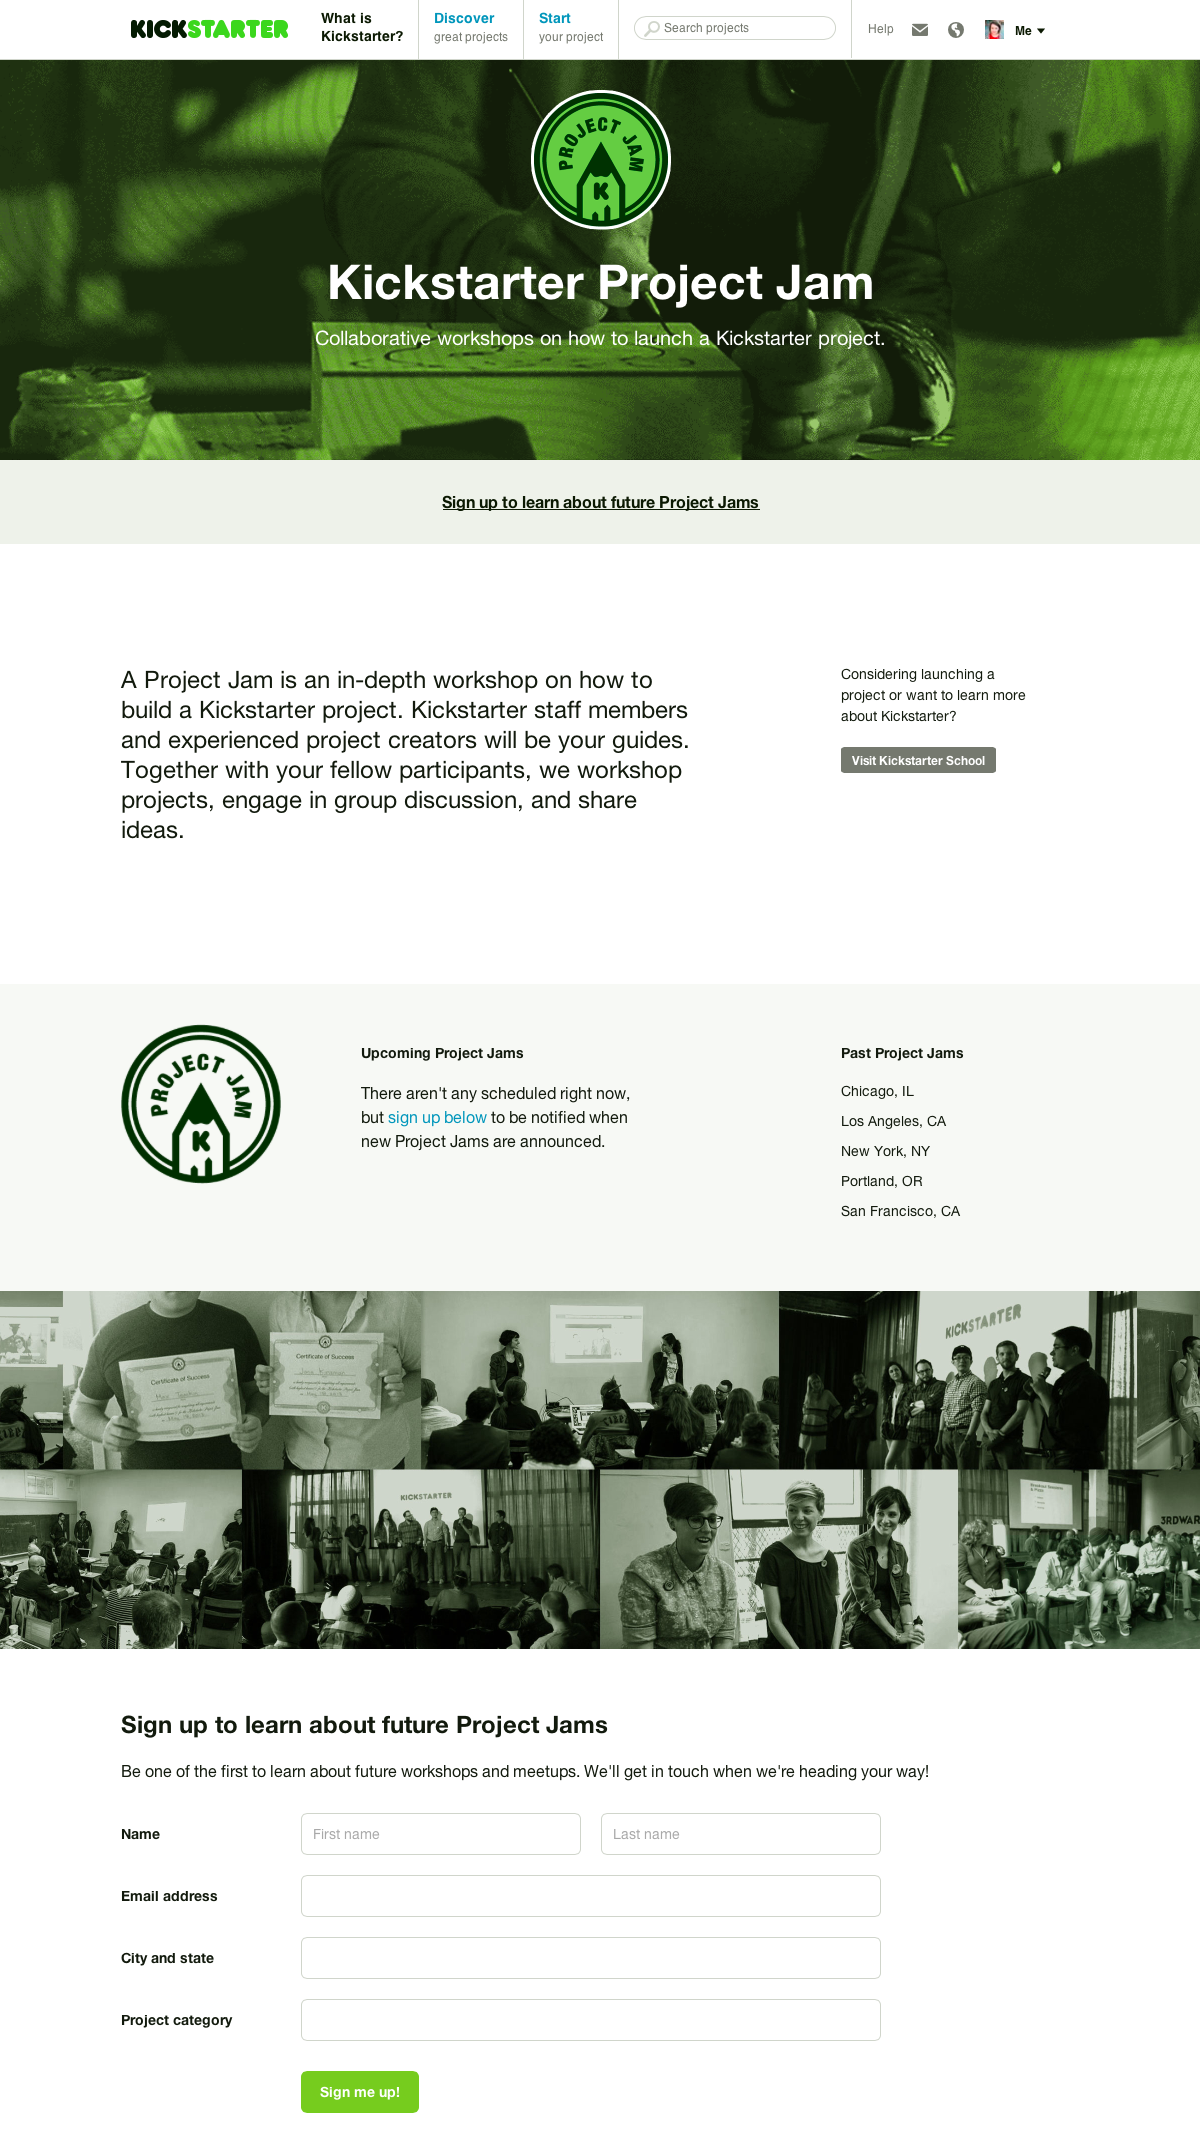 KICKSTARTER
What is
Kickstarter?
Discover
great projects
Start
your project
Search projects
Help
Me
PROJECT JAM
K
Kickstarter Project Jam
Collaborative workshops on how to launch a Kickstarter project.
Sign up to learn about future Project Jams
A Project Jam is an in-depth workshop on how to
build a Kickstarter project. Kickstarter staff members
and experienced project creators will be your guides.
Together with your fellow participants, we workshop
projects, engage in group discussion, and share
ideas.
Considering launching a
project or want to learn more
about Kickstarter?
Visit Kickstarter School
PROJECT JAM
K
Upcoming Project Jams
There aren't any scheduled right now,
but sign up below to be notified when
new Project Jams are announced.
Past Project Jams
Chicago, IL
Los Angeles, CA
New York, NY
Portland, OR
San Francisco, CA
Certificate of Success
Certificate of Success
KICKSTARTER
KICKSTARTER
3RDWAR
Sign up to learn about future Project Jams
Be one of the first to learn about future workshops and meetups. We'll get in touch when we're heading your way!
Name
First name
Last name
Email address
City and state
Project category
Sign me up!